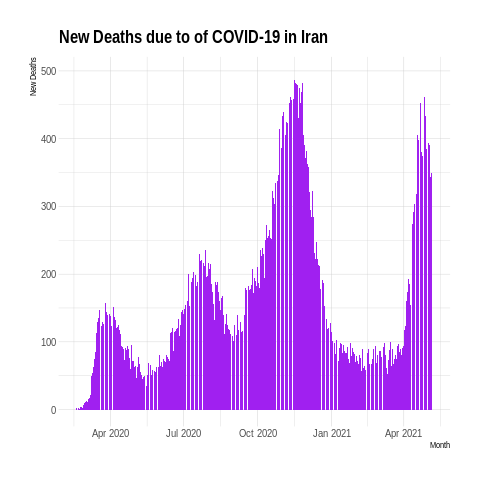 New Deaths due to of COVID-19 in Iran
New Deaths
500
400
300
200
100
0
Apr 2020 Jul 2020 Oct 2020 Jan 2021 Apr 2021
Month